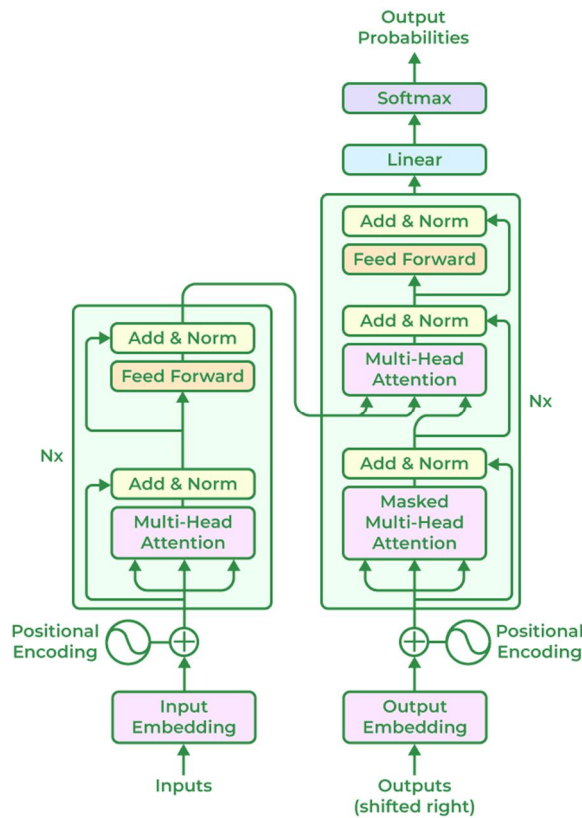 Output
Probabilities
Softmax
Linear
Add & Norm
Feed Forward
Add & Norm
Multi-Head
Attention
Nx
Add & Norm
Masked
Multi-Head
Attention
Add & Norm
Feed Forward
Nx
Add & Norm
Multi-Head
Attention
Positional
Encoding
Positional
Encoding
Input
Embedding
Output
Embedding
Inputs
Outputs
(shifted right)